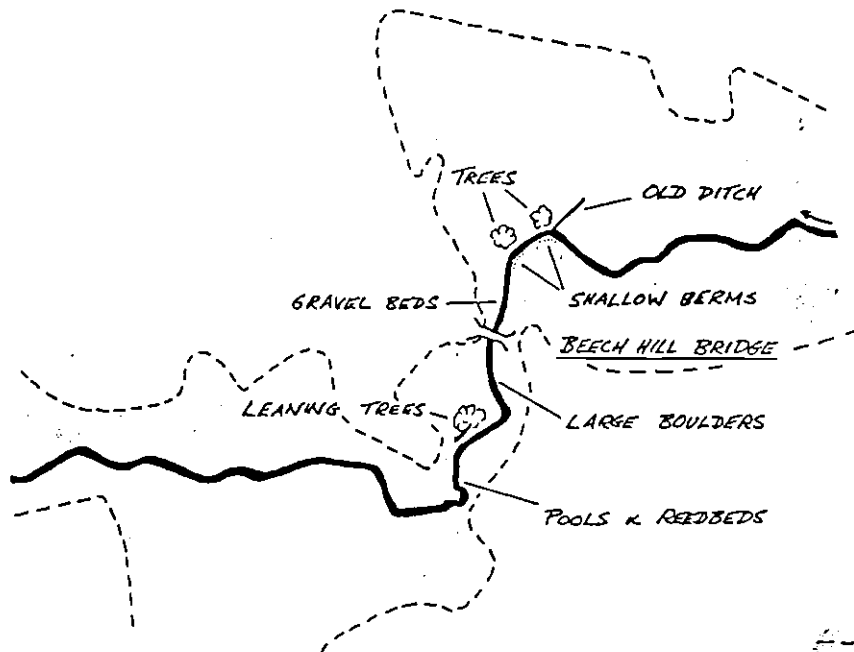 TREES
OLD DITCH
GRAVEL BEDS
SHALLOW BERMS
BEECH HILL BRIDGE
LEANING TREES
LARGE BOULDERS
POOLS & REEDBEDS